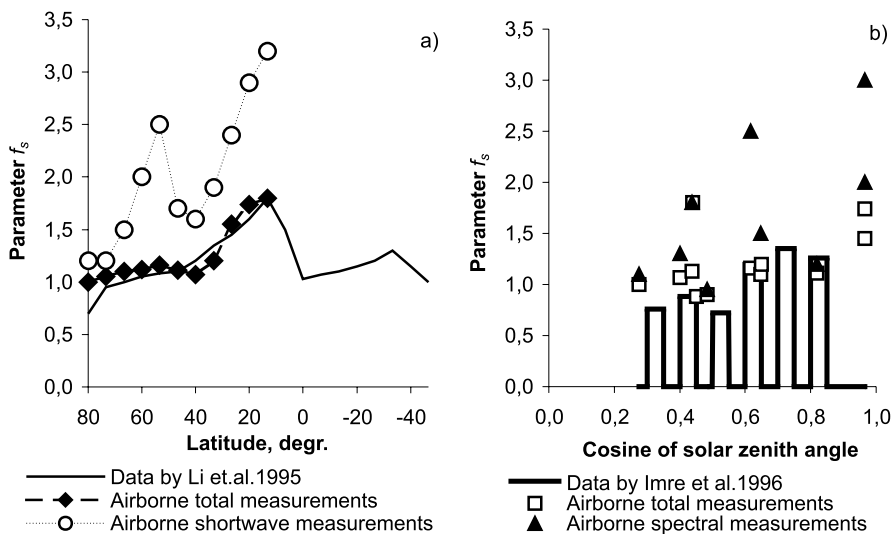 a)
Parameter fs
3,5
3,0
2,5
2,0
1,5
1,0
0,5
0,0
80 60 40 20 0 -20 -40
Latitude, degr.
Data by Li et.al.1995
Airborne total measurements
Airborne shortwave measurements
b)
Parameter fs
3,5
3,0
2,5
2,0
1,5
1,0
0,5
0,0
0,0 0,2 0,4 0,6 0,8 1,0
Cosine of solar zenith angle
Data by Imre et al.1996
Airborne total measurements
Airborne spectral measurements